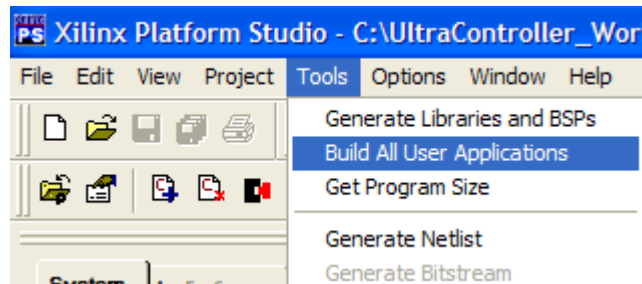 PS Xilinx Platform Studio - C:\UltraController_Wor
File Edit View Project Tools Options Window Help
Generate Libraries and BSPs
Build All User Applications
Get Program Size
Generate Netlist
Generate Bitstream
System